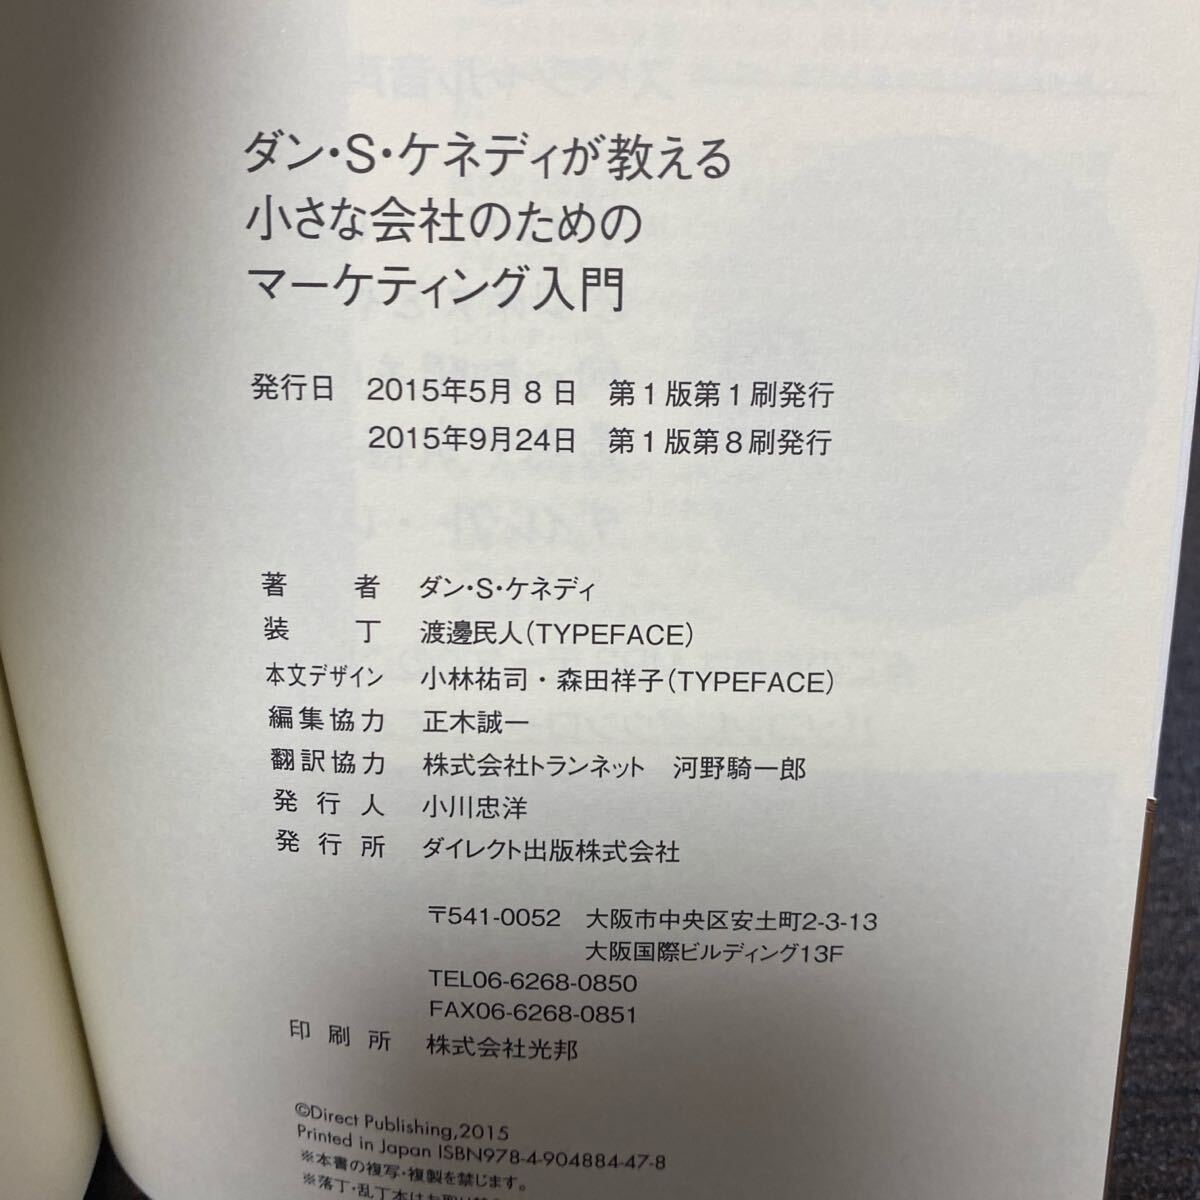 ダン・S・ケネディが教える
小さな会社のための
マーケティング入門
発行日 2015年5月8日 第1版第1刷発行
2015年9月24日 第1版第8刷発行
著者 ダン・S・ケネディ
装丁 渡邊民人(TYPEFACE)
本文デザイン 小林祐司・森田祥子(TYPEFACE)
編集協力 正木誠一
翻訳協力 株式会社トランネット 河野騎一郎
発行人 小川忠洋
発行所 ダイレクト出版株式会社
〒541-0052 大阪市中央区安土町2-3-13
大阪国際ビルディング13F
TEL06-6268-0850
FAX06-6268-0851
印刷所 株式会社光邦
©Direct Publishing,2015
Printed in Japan ISBN978-4-904884-47-8
※本書の複写・複製を禁じます。
※落丁・乱丁本はお取り替え